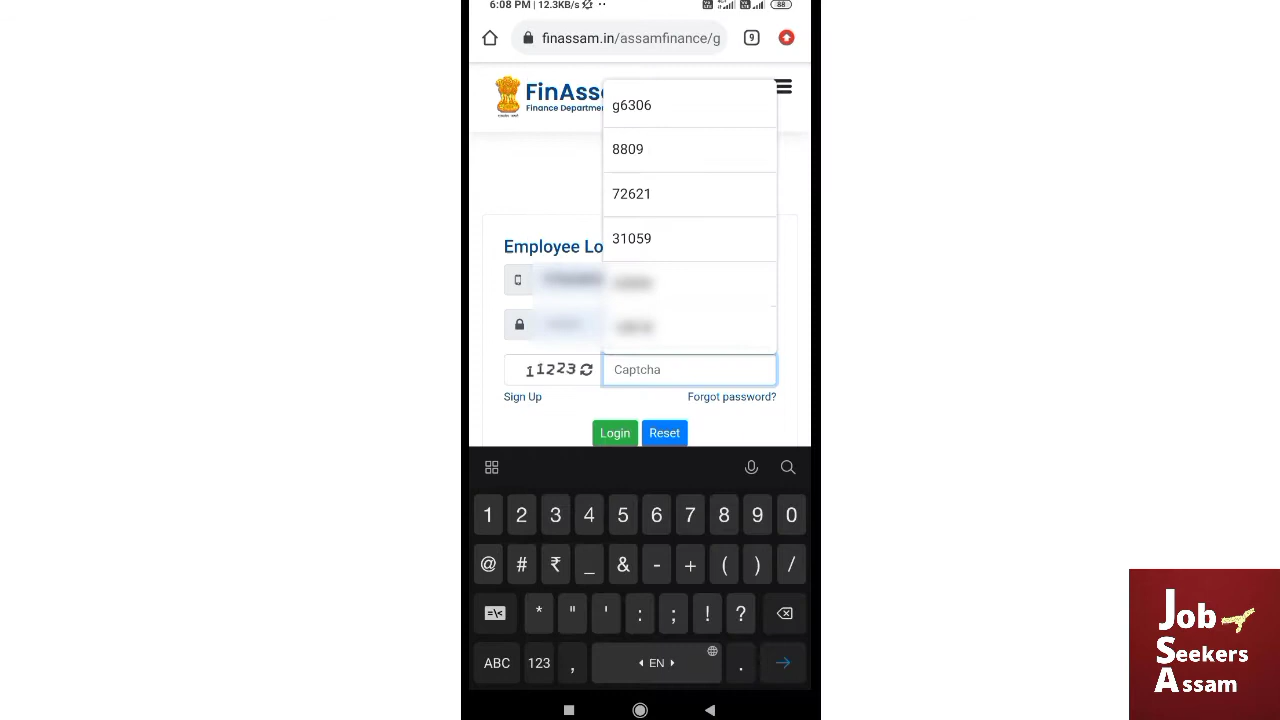 6:08 PM | 12.3KB/s
88
finassam.in/assamfinance/g
9
FinAss
Finance Departmen
g6306
8809
72621
31059
Employee Lo
11223
Captcha
Sign Up
Forgot password?
Login
Reset
1 2 3 4 5 6 7 8 9 0
@ # ₹ _ & - + ( ) /
=\< * " ' : ; ! ?
ABC 123 , EN .
Job
Seekers
Assam